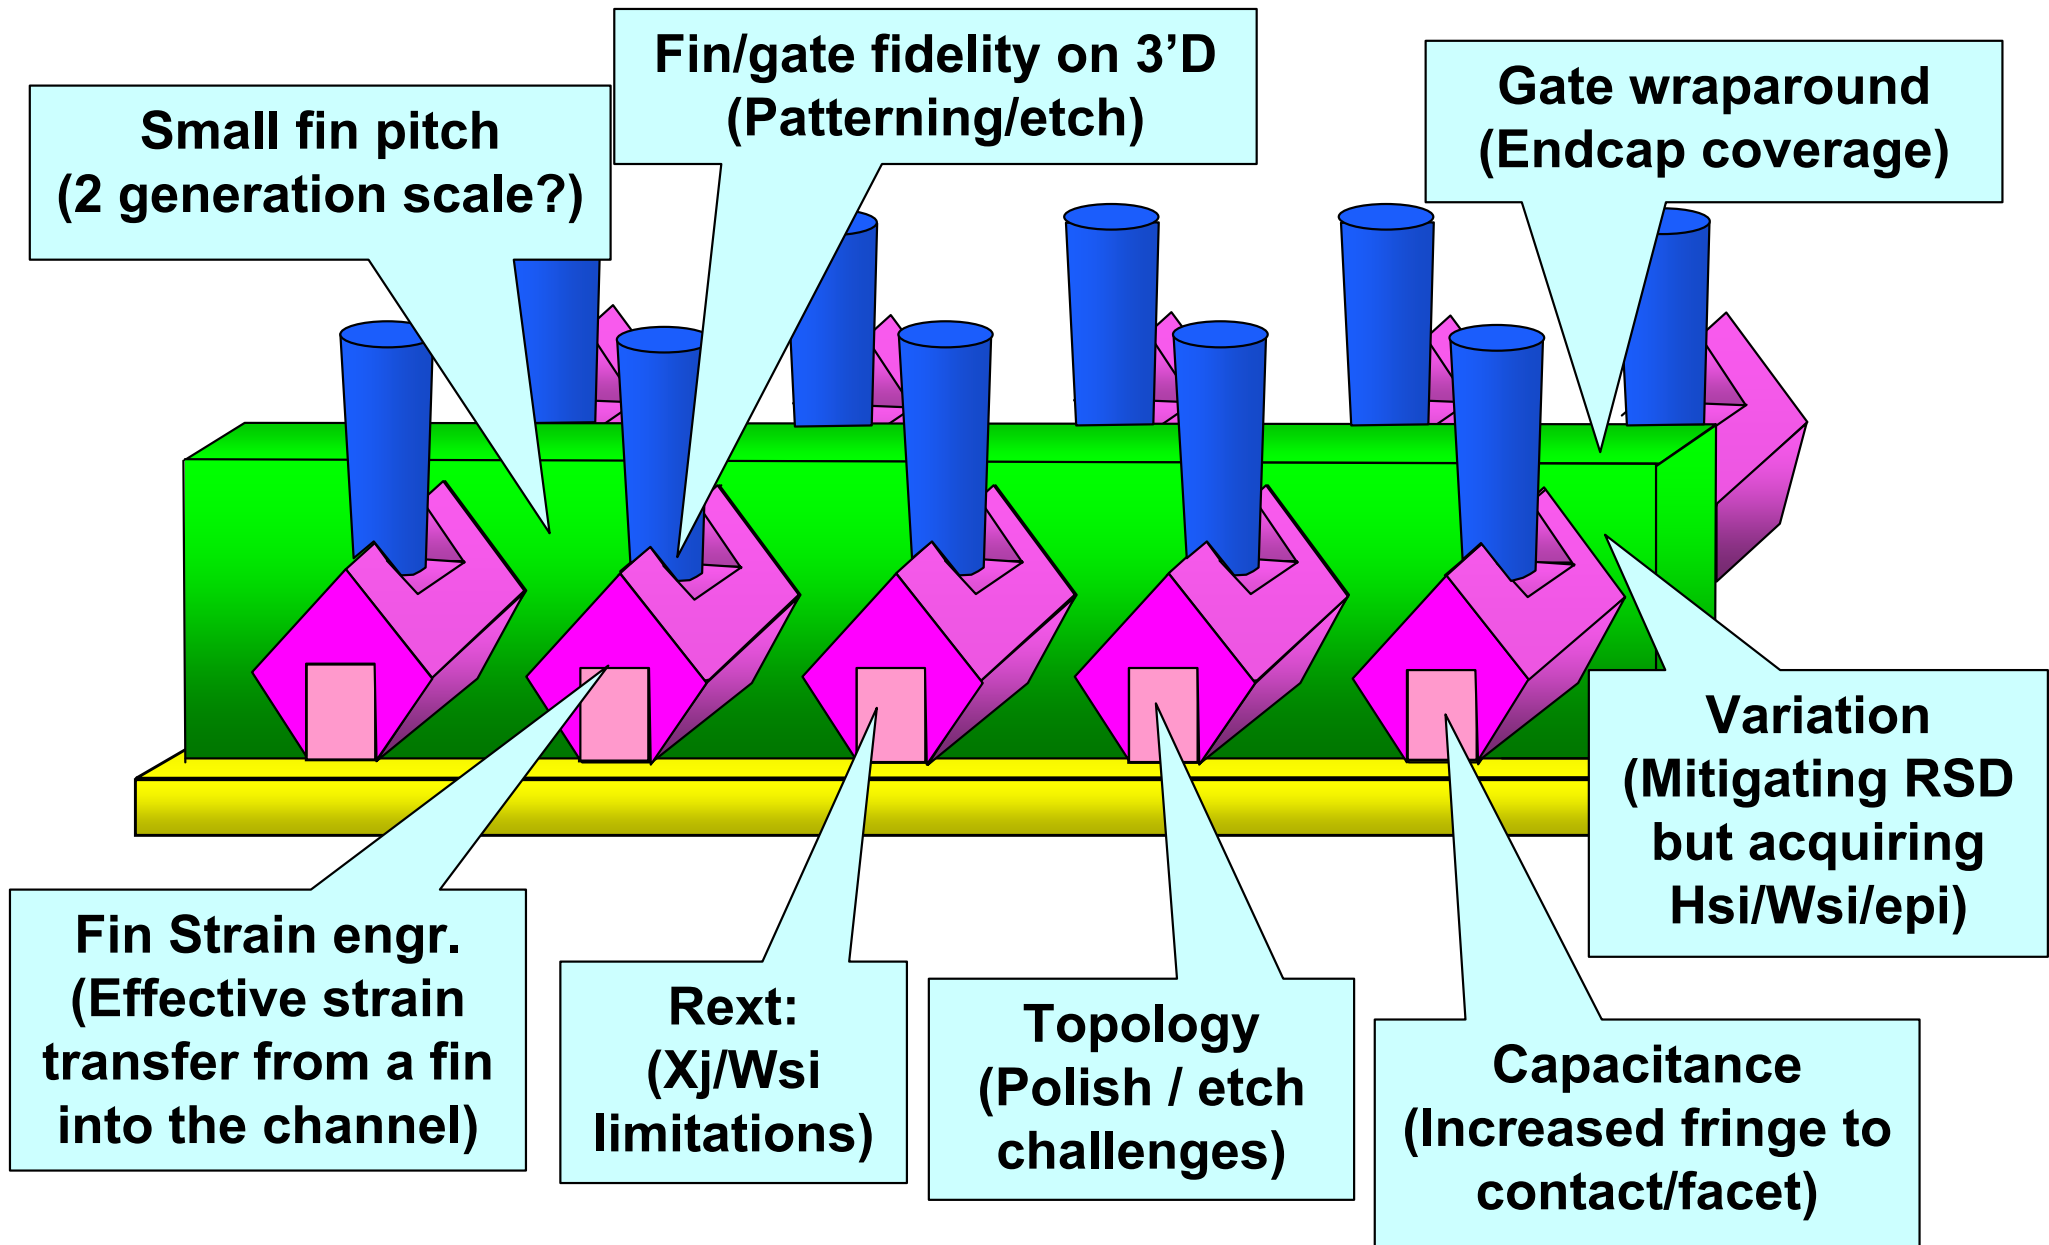 Small fin pitch
(2 generation scale?)
Fin/gate fidelity on 3’D
(Patterning/etch)
Gate wraparound
(Endcap coverage)
Fin Strain engr.
(Effective strain
transfer from a fin
into the channel)
Rext:
(Xj/Wsi
limitations)
Topology
(Polish / etch
challenges)
Capacitance
(Increased fringe to
contact/facet)
Variation
(Mitigating RSD
but acquiring
Hsi/Wsi/epi)